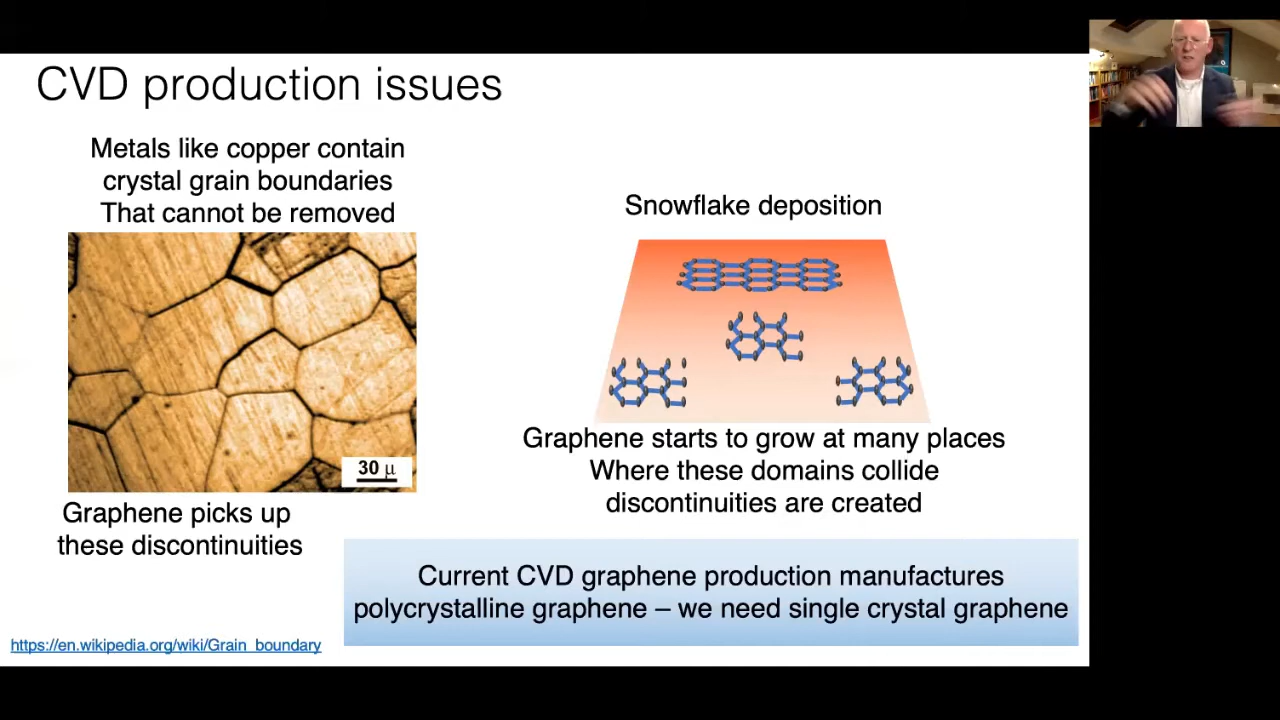 CVD production issues
Metals like copper contain
crystal grain boundaries
That cannot be removed
30 µ
Graphene picks up
these discontinuities
Snowflake deposition
Graphene starts to grow at many places
Where these domains collide
discontinuities are created
Current CVD graphene production manufactures
polycrystalline graphene – we need single crystal graphene
https://en.wikipedia.org/wiki/Grain_boundary